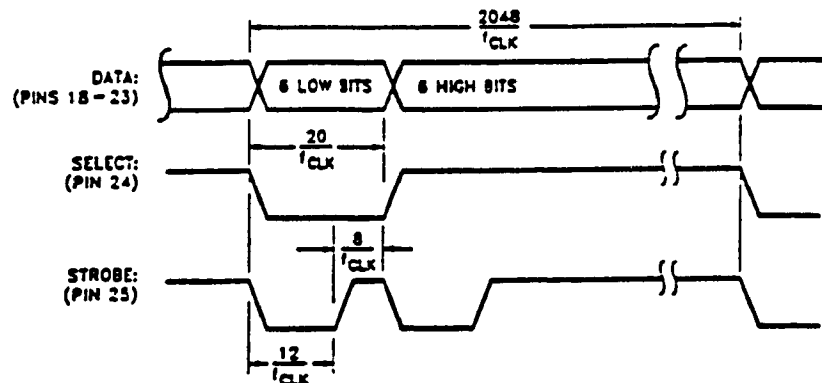 2048
fCLK
DATA:
(PINS 18-23)
6 LOW BITS
6 HIGH BITS
20
fCLK
SELECT:
(PIN 24)
8
fCLK
STROBE:
(PIN 25)
12
fCLK